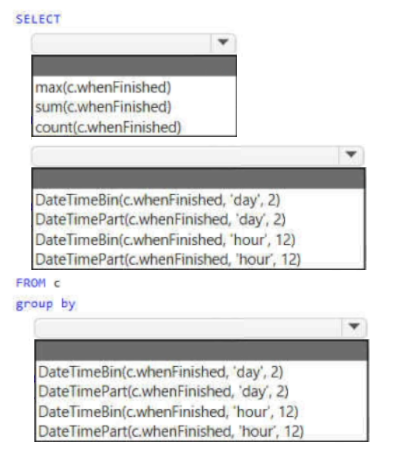 SELECT
max(c.whenFinished)
sum(c.whenFinished)
count(c.whenFinished)
DateTimeBin(c.whenFinished, 'day', 2)
DateTimePart(c.whenFinished, 'day', 2)
DateTimeBin(c.whenFinished, 'hour', 12)
DateTimePart(c.whenFinished, 'hour', 12)
FROM c
group by
DateTimeBin(c.whenFinished, 'day', 2)
DateTimePart(c.whenFinished, 'day', 2)
DateTimeBin(c.whenFinished, 'hour', 12)
DateTimePart(c.whenFinished, 'hour', 12)